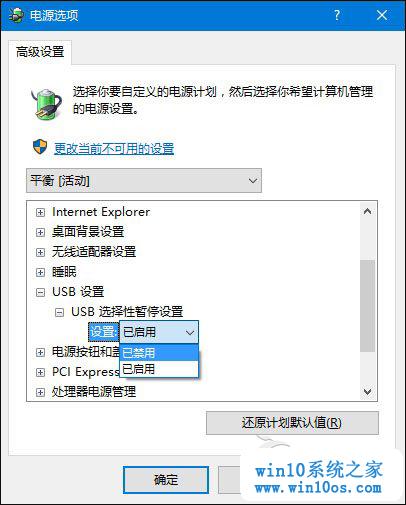 电源选项
高级设置
选择你要自定义的电源计划，然后选择你希望计算机管理
的电源设置。
更改当前不可用的设置
平衡 [活动]
Internet Explorer
桌面背景设置
无线适配器设置
睡眠
USB 设置
USB 选择性暂停设置
设置: 已启用
已禁用
已启用
电源按钮和
PCI Express
处理器电源管理
还原计划默认值(R)
确定
win10系统之家
www.win10os.com